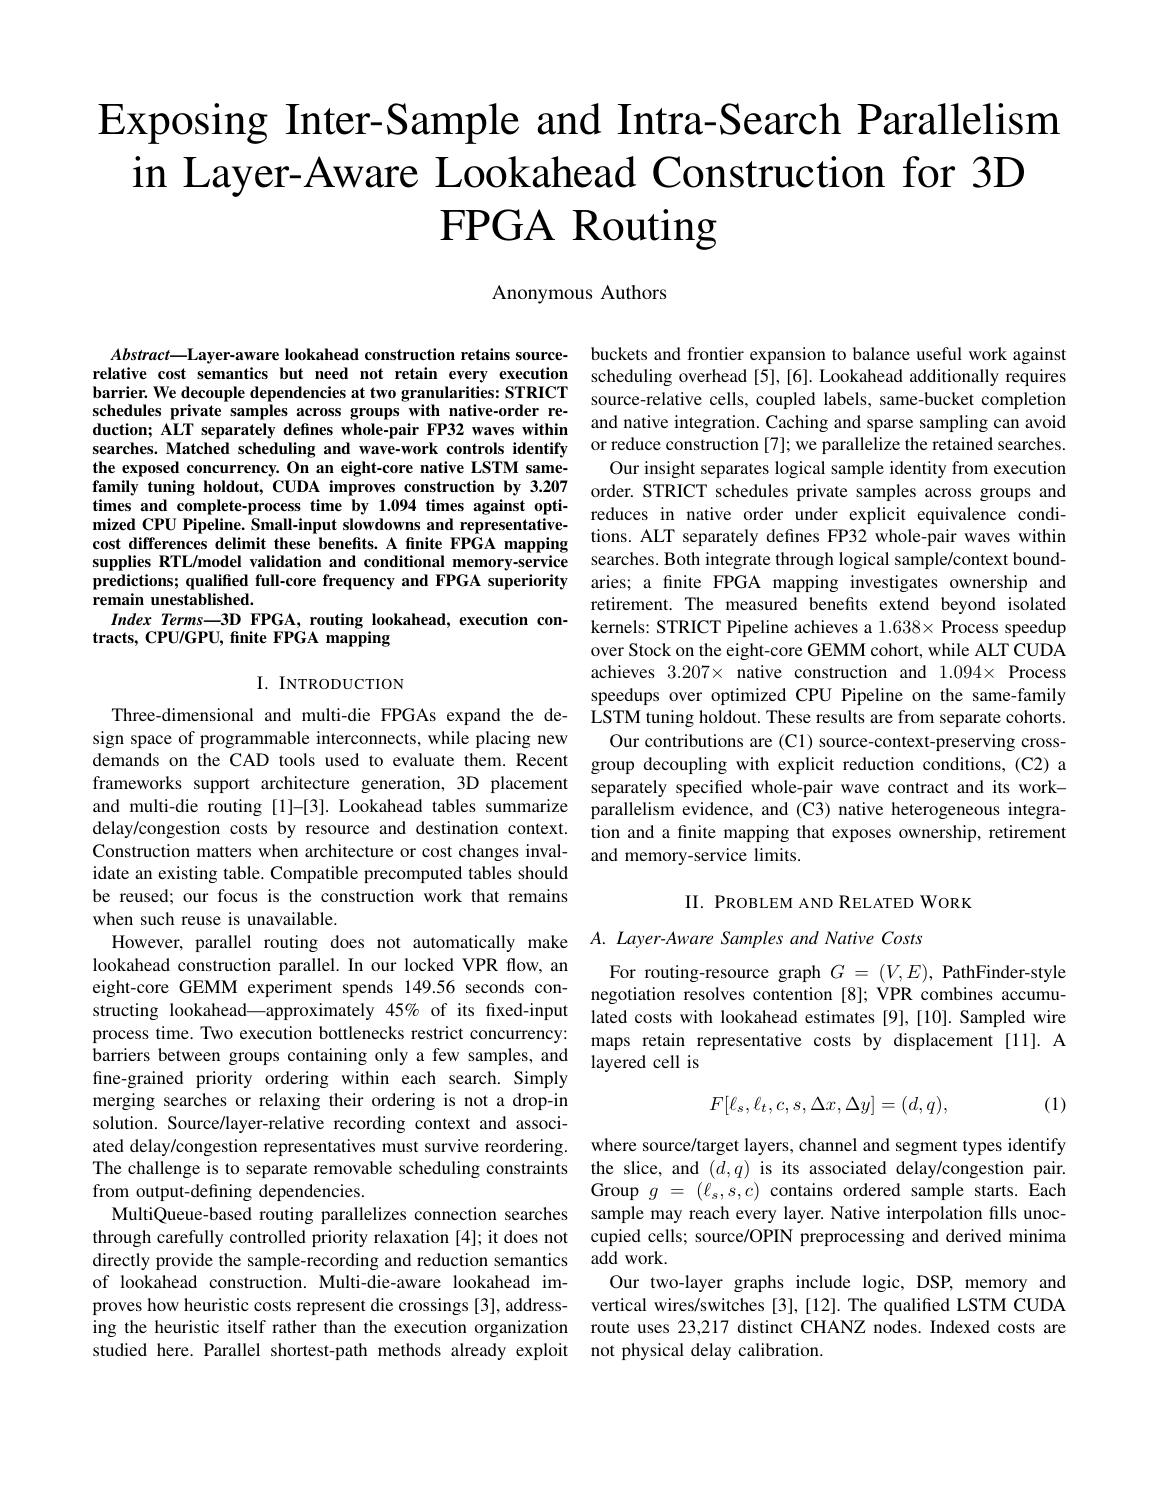 Exposing Inter-Sample and Intra-Search Parallelism
in Layer-Aware Lookahead Construction for 3D
FPGA Routing
Anonymous Authors
Abstract—Layer-aware lookahead construction retains source-
relative cost semantics but need not retain every execution
barrier. We decouple dependencies at two granularities: STRICT
schedules private samples across groups with native-order re-
duction; ALT separately defines whole-pair FP32 waves within
searches. Matched scheduling and wave-work controls identify
the exposed concurrency. On an eight-core native LSTM same-
family tuning holdout, CUDA improves construction by 3.207
times and complete-process time by 1.094 times against opti-
mized CPU Pipeline. Small-input slowdowns and representative-
cost differences delimit these benefits. A finite FPGA mapping
supplies RTL/model validation and conditional memory-service
predictions; qualified full-core frequency and FPGA superiority
remain unestablished.
Index Terms—3D FPGA, routing lookahead, execution con-
tracts, CPU/GPU, finite FPGA mapping
I. INTRODUCTION
Three-dimensional and multi-die FPGAs expand the de-
sign space of programmable interconnects, while placing new
demands on the CAD tools used to evaluate them. Recent
frameworks support architecture generation, 3D placement
and multi-die routing [1]–[3]. Lookahead tables summarize
delay/congestion costs by resource and destination context.
Construction matters when architecture or cost changes inval-
idate an existing table. Compatible precomputed tables should
be reused; our focus is the construction work that remains
when such reuse is unavailable.
However, parallel routing does not automatically make
lookahead construction parallel. In our locked VPR flow, an
eight-core GEMM experiment spends 149.56 seconds con-
structing lookahead—approximately 45% of its fixed-input
process time. Two execution bottlenecks restrict concurrency:
barriers between groups containing only a few samples, and
fine-grained priority ordering within each search. Simply
merging searches or relaxing their ordering is not a drop-in
solution. Source/layer-relative recording context and associ-
ated delay/congestion representatives must survive reordering.
The challenge is to separate removable scheduling constraints
from output-defining dependencies.
MultiQueue-based routing parallelizes connection searches
through carefully controlled priority relaxation [4]; it does not
directly provide the sample-recording and reduction semantics
of lookahead construction. Multi-die-aware lookahead im-
proves how heuristic costs represent die crossings [3], address-
ing the heuristic itself rather than the execution organization
studied here. Parallel shortest-path methods already exploit
buckets and frontier expansion to balance useful work against
scheduling overhead [5], [6]. Lookahead additionally requires
source-relative cells, coupled labels, same-bucket completion
and native integration. Caching and sparse sampling can avoid
or reduce construction [7]; we parallelize the retained searches.
Our insight separates logical sample identity from execution
order. STRICT schedules private samples across groups and
reduces in native order under explicit equivalence condi-
tions. ALT separately defines FP32 whole-pair waves within
searches. Both integrate through logical sample/context bound-
aries; a finite FPGA mapping investigates ownership and
retirement. The measured benefits extend beyond isolated
kernels: STRICT Pipeline achieves a 1.638× Process speedup
over Stock on the eight-core GEMM cohort, while ALT CUDA
achieves 3.207× native construction and 1.094× Process
speedups over optimized CPU Pipeline on the same-family
LSTM tuning holdout. These results are from separate cohorts.
Our contributions are (C1) source-context-preserving cross-
group decoupling with explicit reduction conditions, (C2) a
separately specified whole-pair wave contract and its work–
parallelism evidence, and (C3) native heterogeneous integra-
tion and a finite mapping that exposes ownership, retirement
and memory-service limits.
II. PROBLEM AND RELATED WORK
A. Layer-Aware Samples and Native Costs
For routing-resource graph G = (V, E), PathFinder-style
negotiation resolves contention [8]; VPR combines accumu-
lated costs with lookahead estimates [9], [10]. Sampled wire
maps retain representative costs by displacement [11]. A
layered cell is
F[ℓs, ℓt, c, s, Δx, Δy] = (d, q), (1)
where source/target layers, channel and segment types identify
the slice, and (d, q) is its associated delay/congestion pair.
Group g = (ℓs, s, c) contains ordered sample starts. Each
sample may reach every layer. Native interpolation fills unoc-
cupied cells; source/OPIN preprocessing and derived minima
add work.
Our two-layer graphs include logic, DSP, memory and
vertical wires/switches [3], [12]. The qualified LSTM CUDA
route uses 23,217 distinct CHANZ nodes. Indexed costs are
not physical delay calibration.